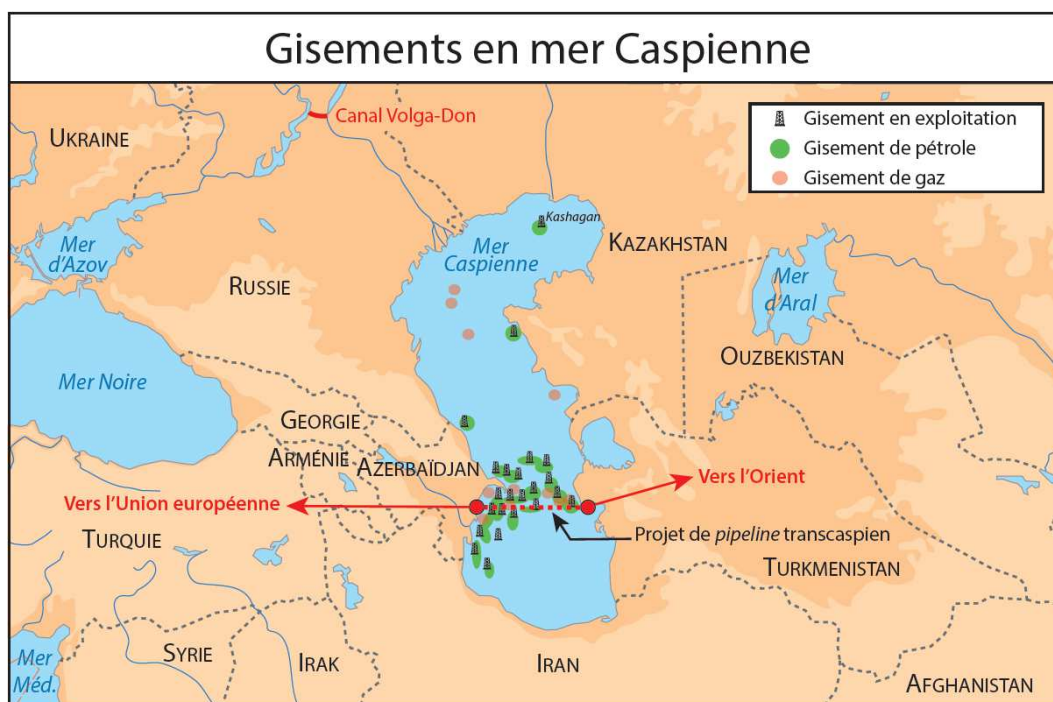 Gisements en mer Caspienne
Canal Volga-Don
Gisement en exploitation
Gisement de pétrole
Gisement de gaz
UKRAINE
Kashagan
Mer
d'Azov
Mer
Caspienne
KAZAKHSTAN
RUSSIE
Mer
d'Aral
OUZBEKISTAN
Mer Noire
GEORGIE
ARMÉNIE
AZERBAÏDJAN
Vers l'Orient
Vers l'Union européenne
Projet de pipeline transcaspien
TURQUIE
TURKMENISTAN
SYRIE
IRAK
IRAN
Mer
Méd.
AFGHANISTAN